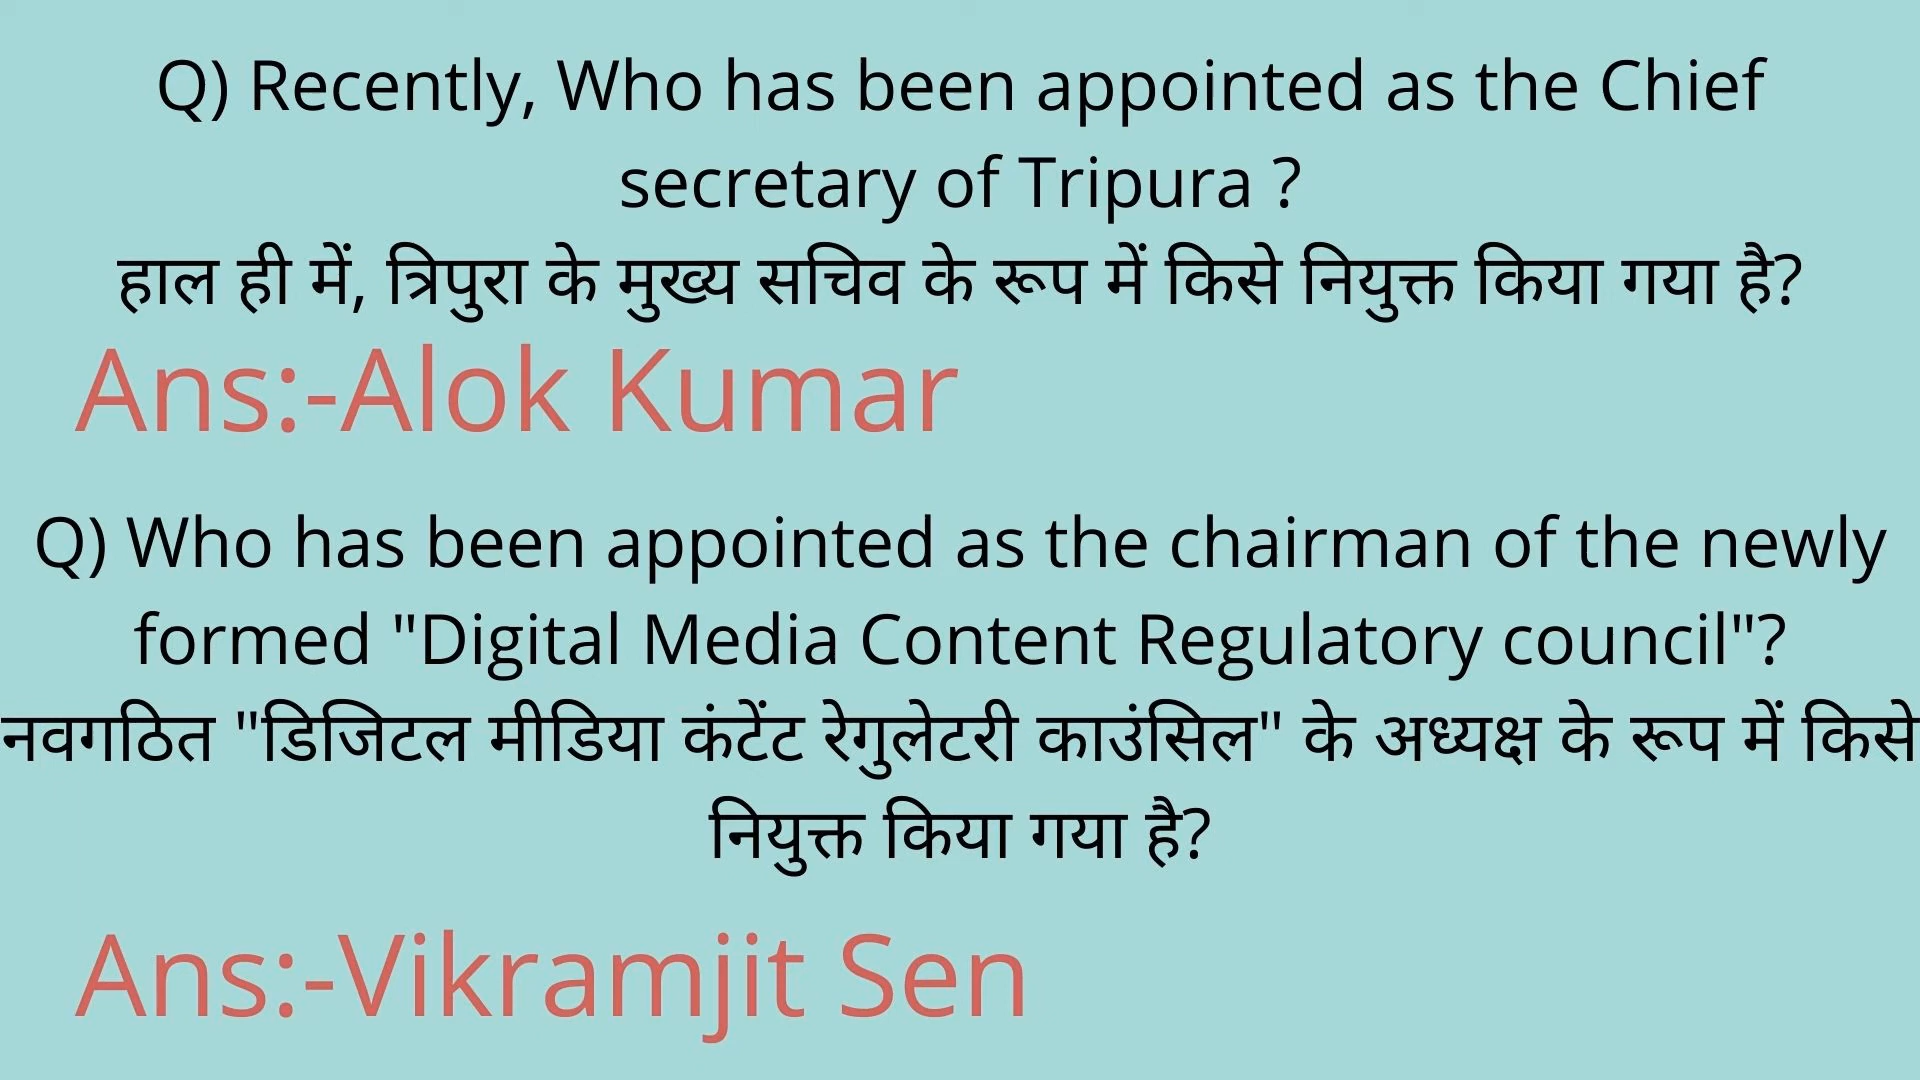 Q) Recently, Who has been appointed as the Chief
secretary of Tripura ?
हाल ही में, त्रिपुरा के मुख्य सचिव के रूप में किसे नियुक्त किया गया है?
Ans:-Alok Kumar
Q) Who has been appointed as the chairman of the newly
formed "Digital Media Content Regulatory council"?
नवगठित "डिजिटल मीडिया कंटेंट रेगुलेटरी काउंसिल" के अध्यक्ष के रूप में किसे
नियुक्त किया गया है?
Ans:-Vikramjit Sen